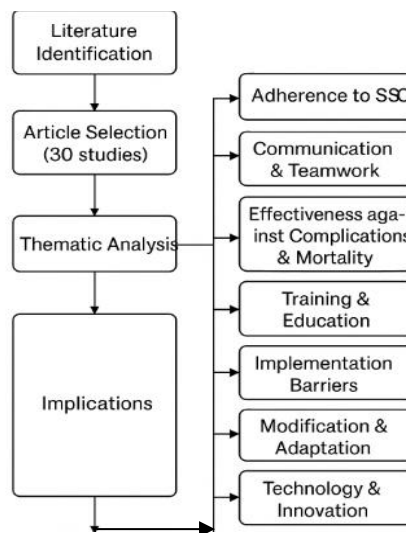 Literature
Identification
Article Selection
(30 studies)
Thematic Analysis
Implications
Adherence to SSC
Communication
& Teamwork
Effectiveness aga-
inst Complications
& Mortality
Training &
Education
Implementation
Barriers
Modification &
Adaptation
Technology &
Innovation